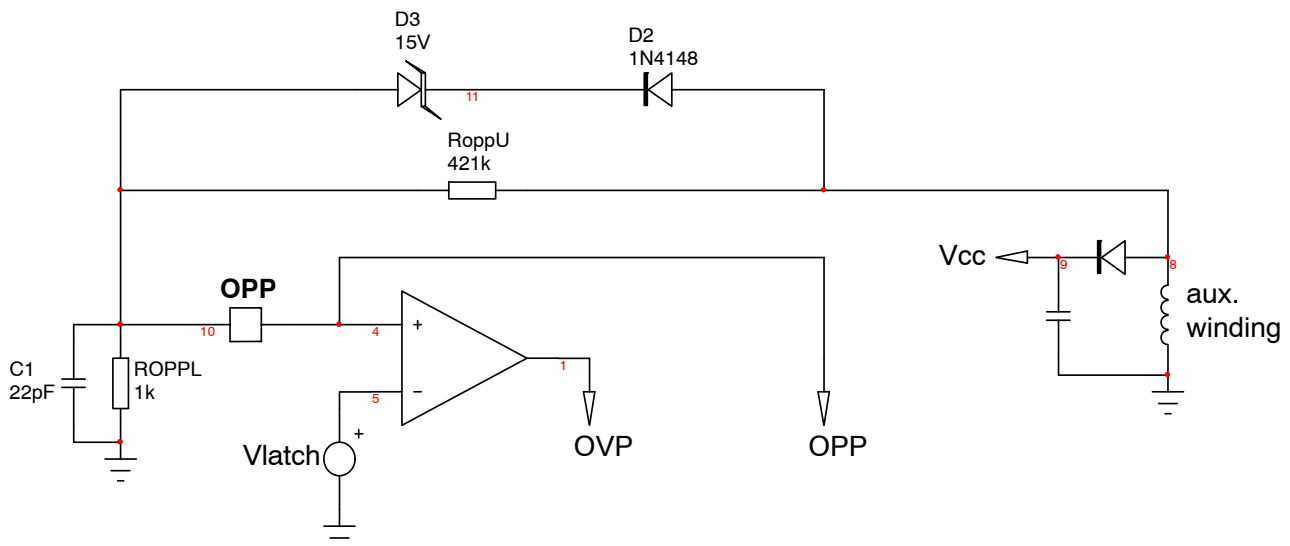 D3
15V
D2
1N4148
11
RoppU
421k
Vcc
9
8
aux.
winding
OPP
10
4
+
C1
22pF
ROPPL
1k
1
5
−
+
Vlatch
OVP
OPP